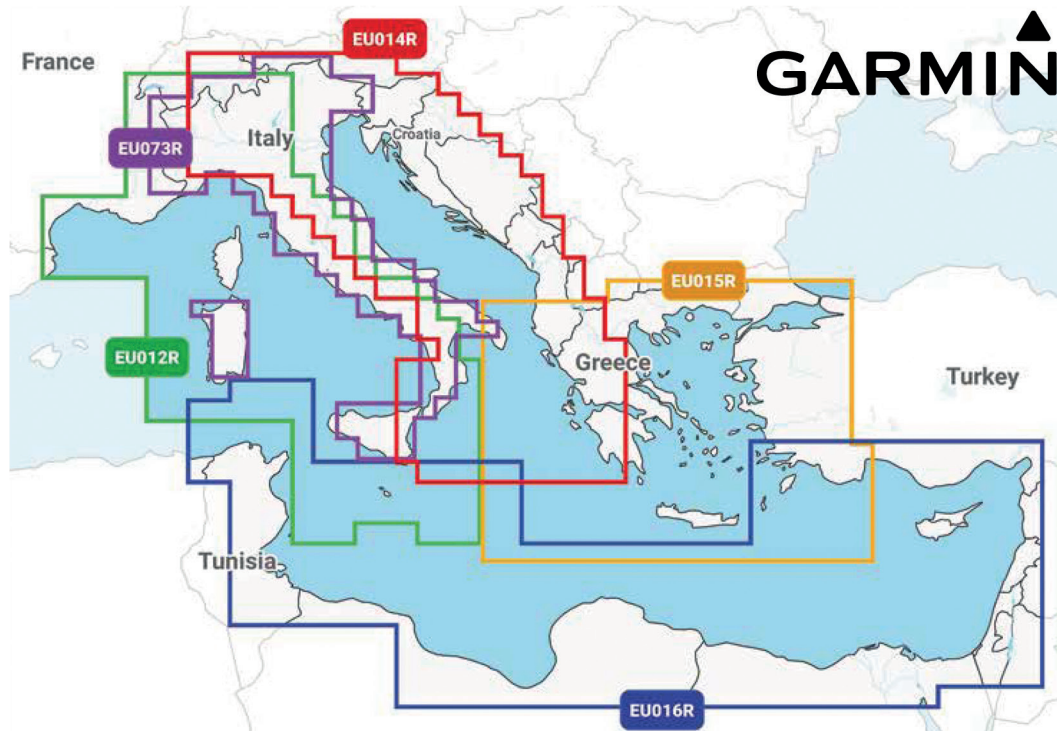 EU014R
France
GARMIN
Croatia
Italy
EU073R
EU015R
EU012R
Greece
Turkey
Tunisia
EU016R